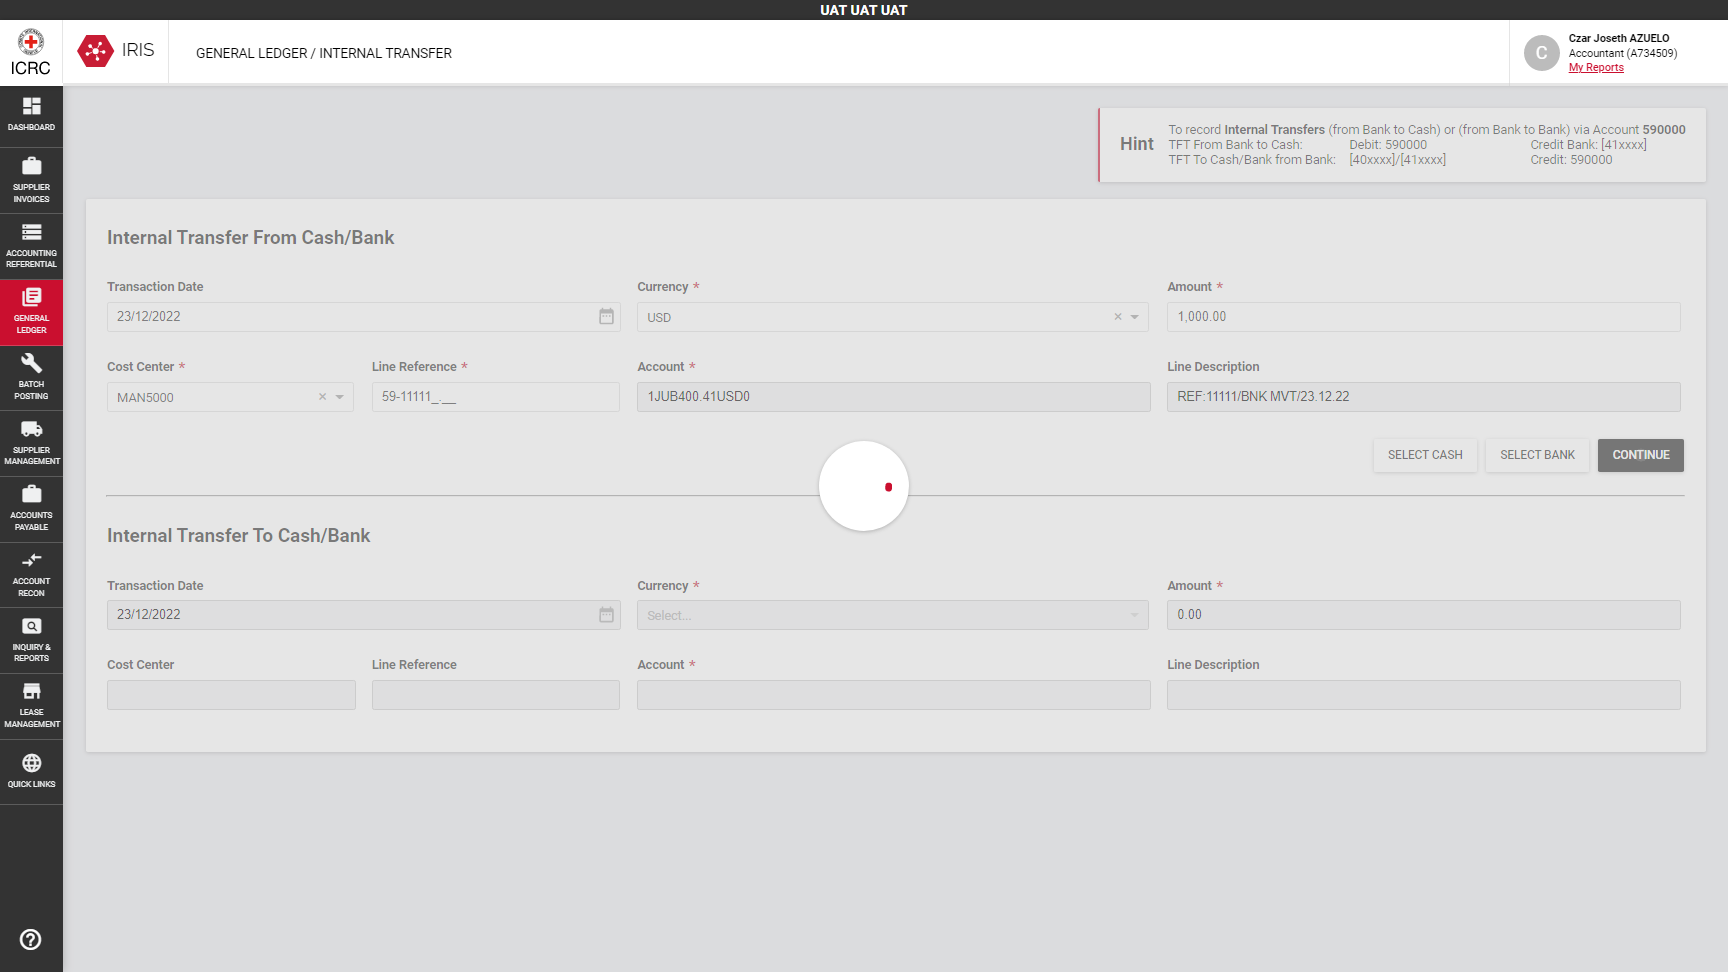 UAT UAT UAT
ICRC
IRIS
GENERAL LEDGER / INTERNAL TRANSFER
C
Czar Joseth AZUELO
Accountant (A734509)
My Reports
DASHBOARD
SUPPLIER
INVOICES
ACCOUNTING
REFERENTIAL
GENERAL
LEDGER
BATCH
POSTING
SUPPLIER
MANAGEMENT
ACCOUNTS
PAYABLE
ACCOUNT
RECON
INQUIRY &
REPORTS
LEASE
MANAGEMENT
QUICK LINKS
Hint
To record Internal Transfers (from Bank to Cash) or (from Bank to Bank) via Account 590000
TFT From Bank to Cash: Debit: 590000 Credit Bank: [41xxxx]
TFT To Cash/Bank from Bank: [40xxxx]/[41xxxx] Credit: 590000
Internal Transfer From Cash/Bank
Transaction Date Currency * Amount *
23/12/2022 USD 1,000.00
Cost Center * Line Reference * Account * Line Description
MAN5000 59-11111_.__ 1JUB400.41USD0 REF:11111/BNK MVT/23.12.22
SELECT CASH SELECT BANK CONTINUE
Internal Transfer To Cash/Bank
Transaction Date Currency * Amount *
23/12/2022 Select... 0.00
Cost Center Line Reference Account * Line Description